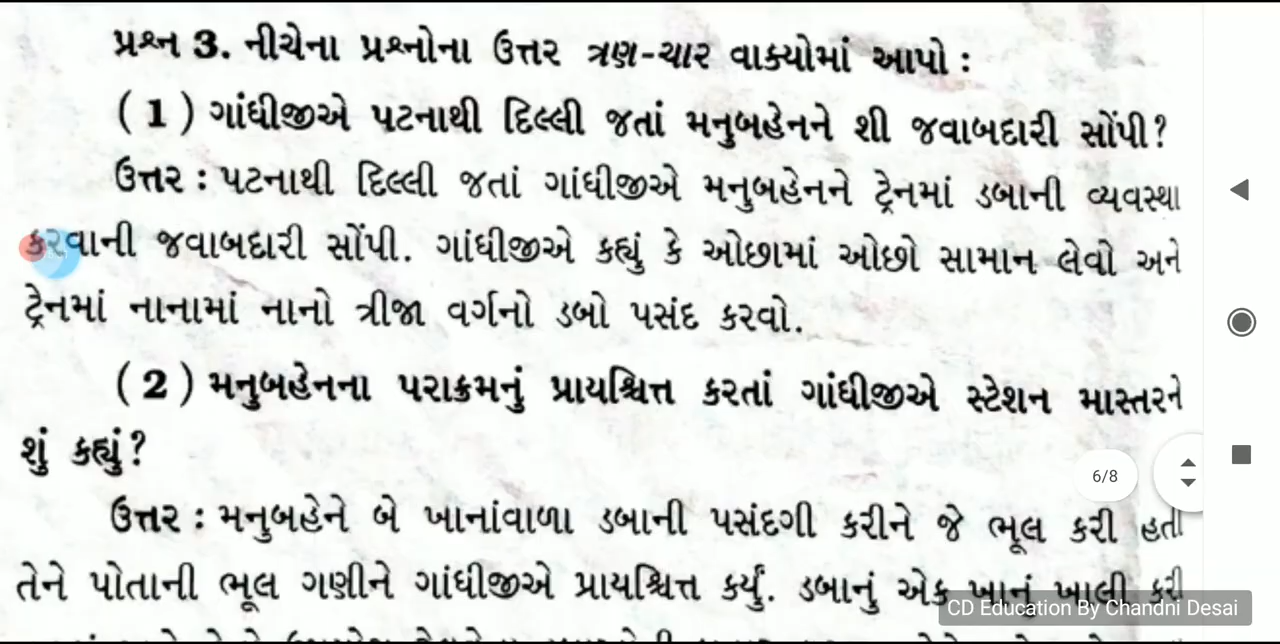 પ્રશ્ન 3. નીચેના પ્રશ્નોના ઉત્તર ત્રણ-ચાર વાક્યોમાં આપો :
( 1 ) ગાંધીજીએ પટનાથી દિલ્લી જતાં મનુબહેનને શી જવાબદારી સોંપી?
ઉત્તર : પટનાથી દિલ્લી જતાં ગાંધીજીએ મનુબહેનને ટ્રેનમાં ડબાની વ્યવસ્થા
કરવાની જવાબદારી સોંપી. ગાંધીજીએ કહ્યું કે ઓછામાં ઓછો સામાન લેવો અને
ટ્રેનમાં નાનામાં નાનો ત્રીજા વર્ગનો ડબો પસંદ કરવો.
( 2 ) મનુબહેનના પરાક્રમનું પ્રાયશ્ચિત્ત કરતાં ગાંધીજીએ સ્ટેશન માસ્તરને
શું કહ્યું?
6/8
ઉત્તર : મનુબહેને બે ખાનાંવાળા ડબાની પસંદગી કરીને જે ભૂલ કરી હતી
તેને પોતાની ભૂલ ગણીને ગાંધીજીએ પ્રાયશ્ચિત્ત કર્યું. ડબાનું એક ખાનું ખાલી કરી
CD Education By Chandni Desai